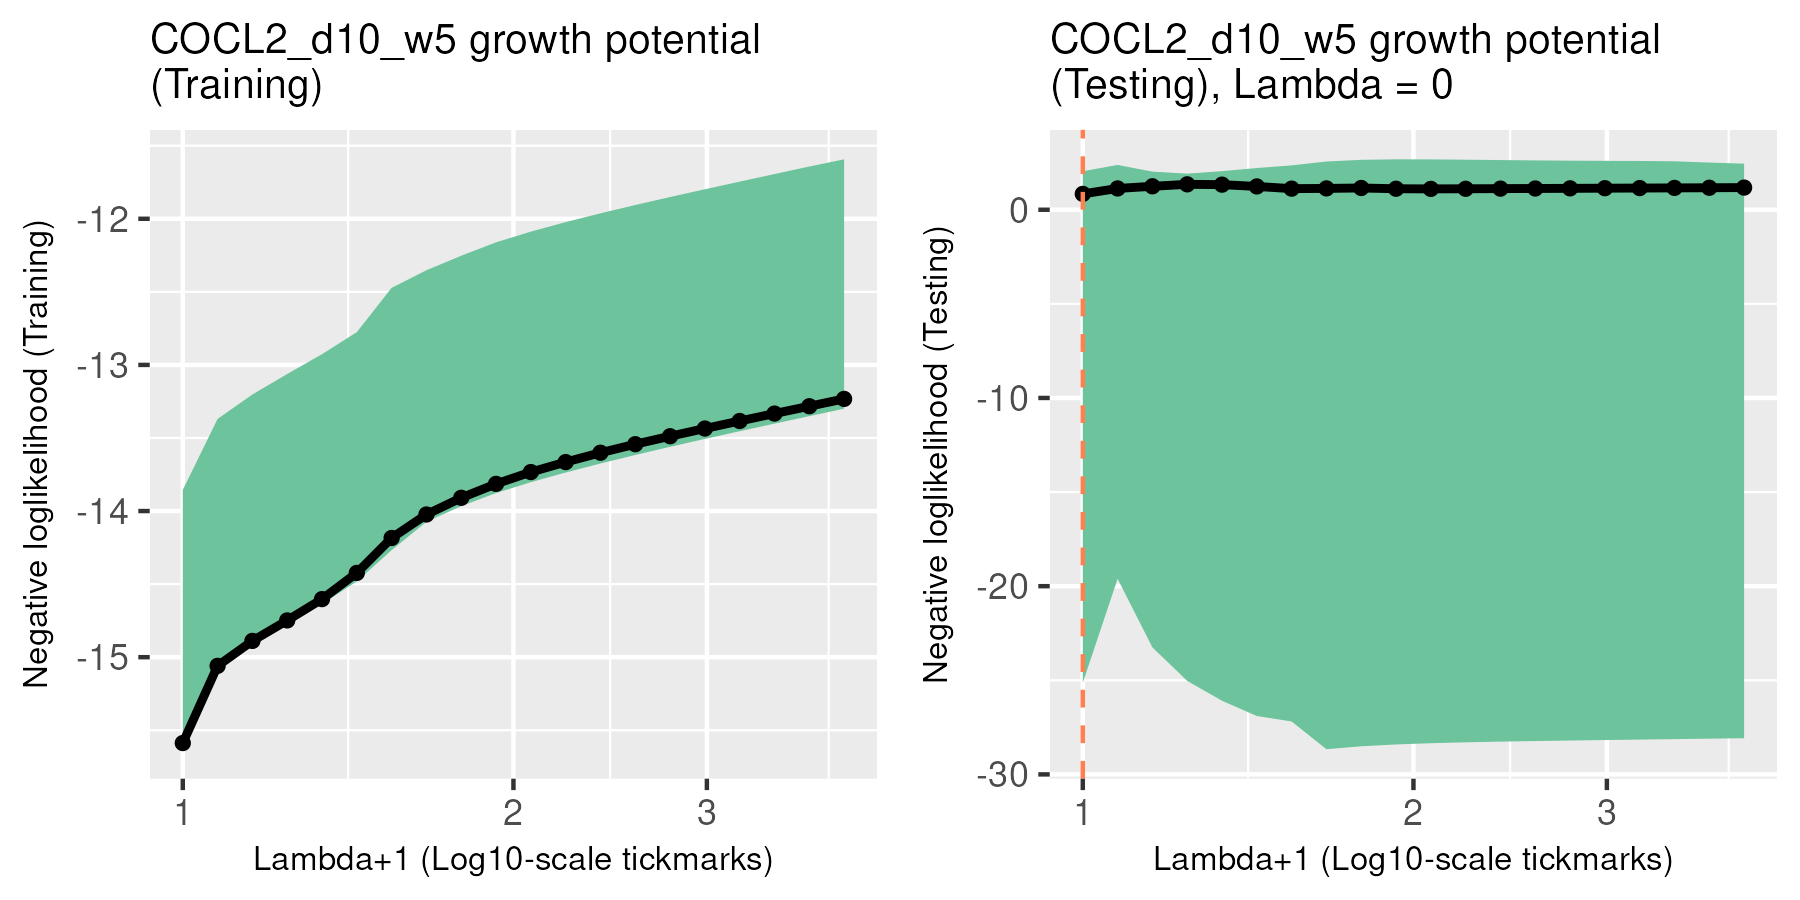 COCL2_d10_w5 growth potential
(Training)
Negative loglikelihood (Training)
-12
-13
-14
-15
1
2
3
Lambda+1 (Log10-scale tickmarks)
COCL2_d10_w5 growth potential
(Testing), Lambda = 0
Negative loglikelihood (Testing)
0
-10
-20
-30
1
2
3
Lambda+1 (Log10-scale tickmarks)